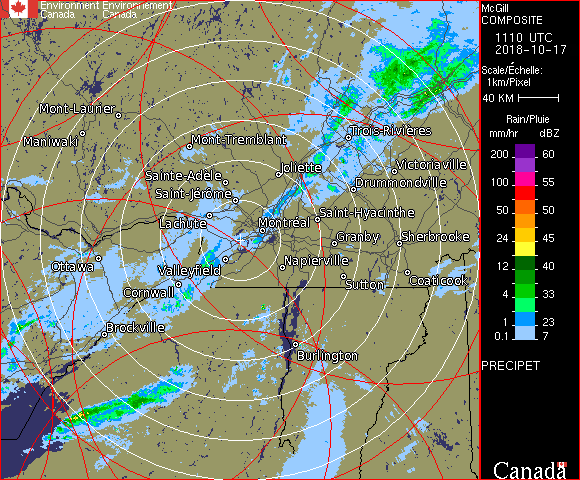 Environment Environnement
Canada Canada
McGill
COMPOSITE
1110 UTC
2018-10-17
Scale/Échelle:
1km/Pixel
40 KM
Rain/Pluie
mm/hr dBZ
200 60
100 55
50 50
24 45
12 40
4 33
1 23
0.1 7
PRECIPET
Mont-Laurier
Maniwaki
Mont-Tremblant
Trois-Rivières
Sainte-Adèle
Joliette
Victoriaville
Saint-Jérôme
Drummondville
Lachute
Montréal
Saint-Hyacinthe
Granby
Sherbrooke
Ottawa
Valleyfield
Napierville
Cornwall
Sutton
Coaticook
Brockville
Burlington
Canada